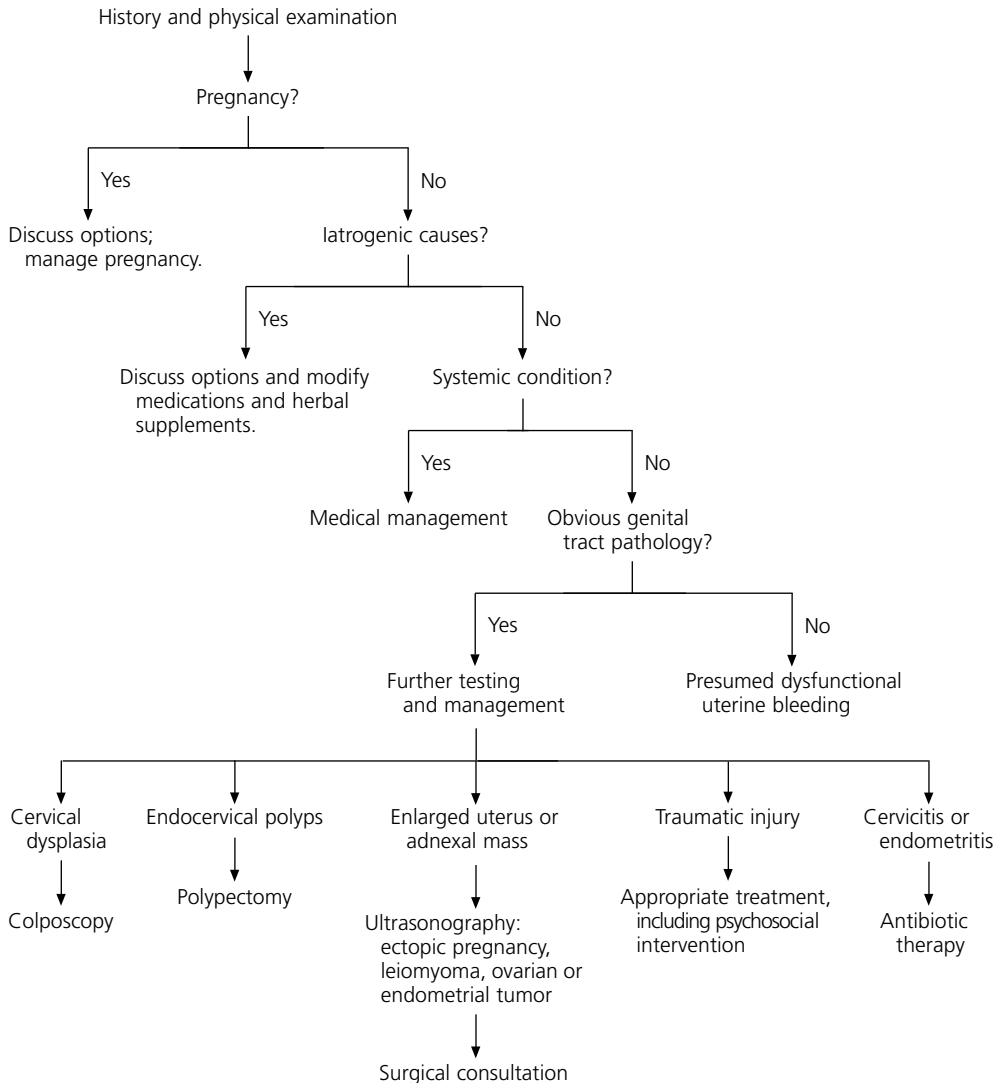 History and physical examination
Pregnancy?
Yes
No
Discuss options;
manage pregnancy.
Iatrogenic causes?
Yes
No
Discuss options and modify
medications and herbal
supplements.
Systemic condition?
Yes
No
Medical management
Obvious genital
tract pathology?
Yes
No
Further testing
and management
Presumed dysfunctional
uterine bleeding
Cervical
dysplasia
Endocervical polyps
Enlarged uterus or
adnexal mass
Traumatic injury
Cervicitis or
endometritis
Colposcopy
Polypectomy
Ultrasonography:
ectopic pregnancy,
leiomyoma, ovarian or
endometrial tumor
Appropriate treatment,
including psychosocial
intervention
Antibiotic
therapy
Surgical consultation